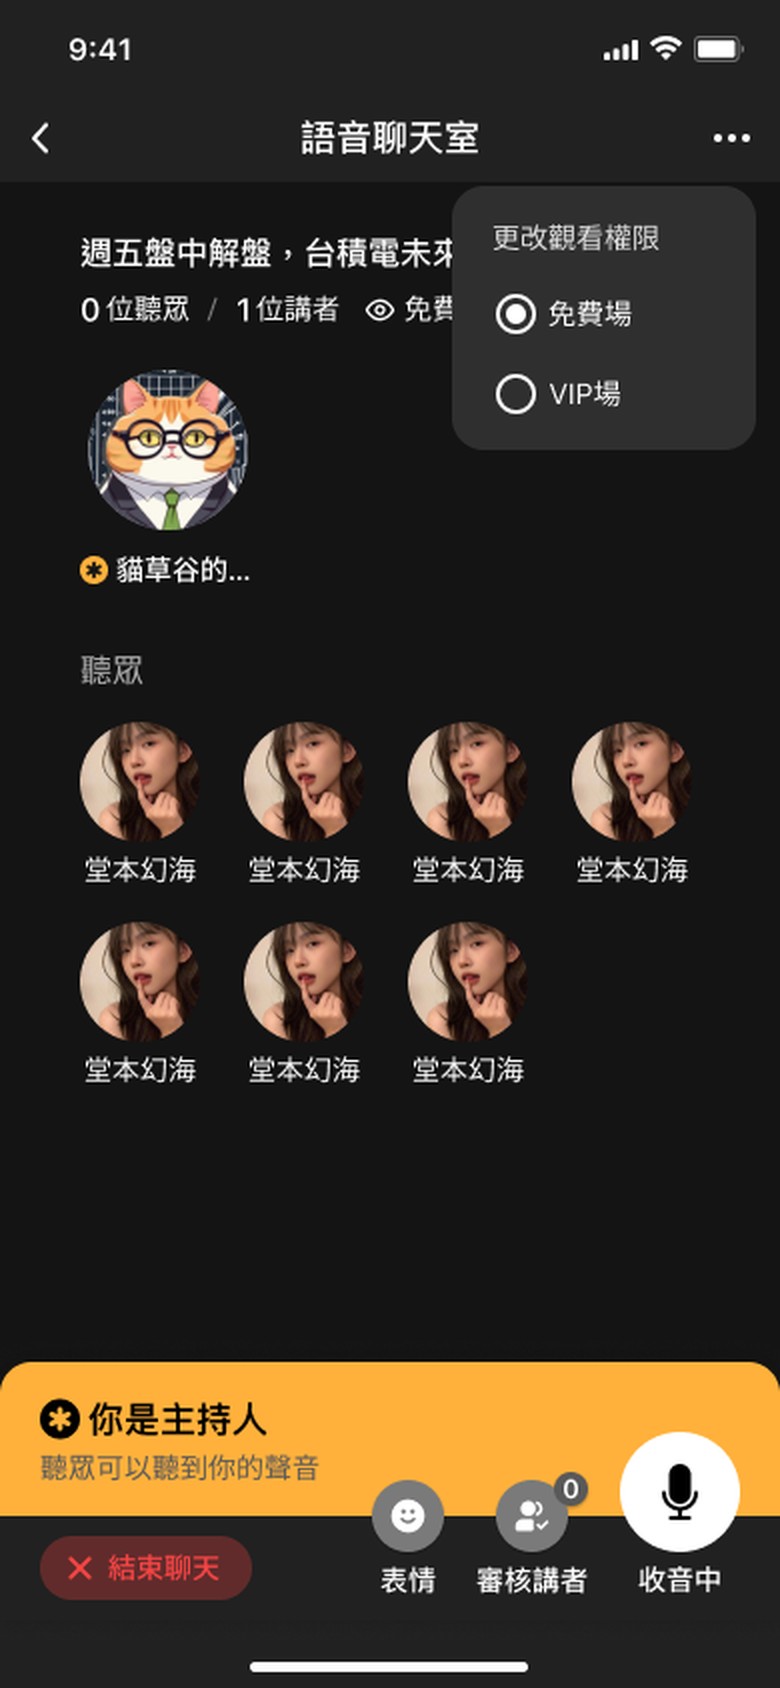 9:41
語音聊天室
更改觀看權限
免費場
VIP場
週五盤中解盤，台積電未來
0 位聽眾 / 1 位講者 免費
貓草谷的...
聽眾
堂本幻海 堂本幻海 堂本幻海 堂本幻海
堂本幻海 堂本幻海 堂本幻海
你是主持人
聽眾可以聽到你的聲音
結束聊天
0
表情 審核講者 收音中